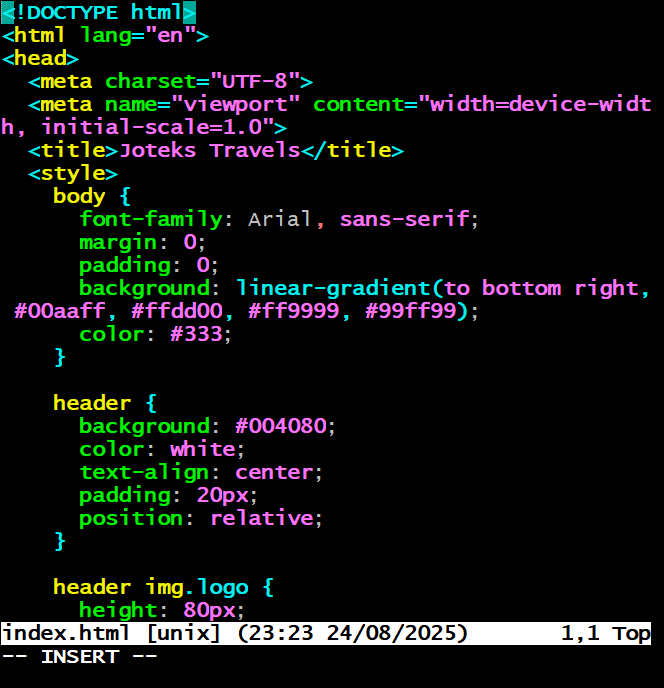 <!DOCTYPE html>
<html lang="en">
<head>
  <meta charset="UTF-8">
  <meta name="viewport" content="width=device-widt
h, initial-scale=1.0">
  <title>Joteks Travels</title>
  <style>
    body {
      font-family: Arial, sans-serif;
      margin: 0;
      padding: 0;
      background: linear-gradient(to bottom right,
 #00aaff, #ffdd00, #ff9999, #99ff99);
      color: #333;
    }

    header {
      background: #004080;
      color: white;
      text-align: center;
      padding: 20px;
      position: relative;
    }

    header img.logo {
      height: 80px;
index.html [unix] (23:23 24/08/2025) 1,1 Top
-- INSERT --